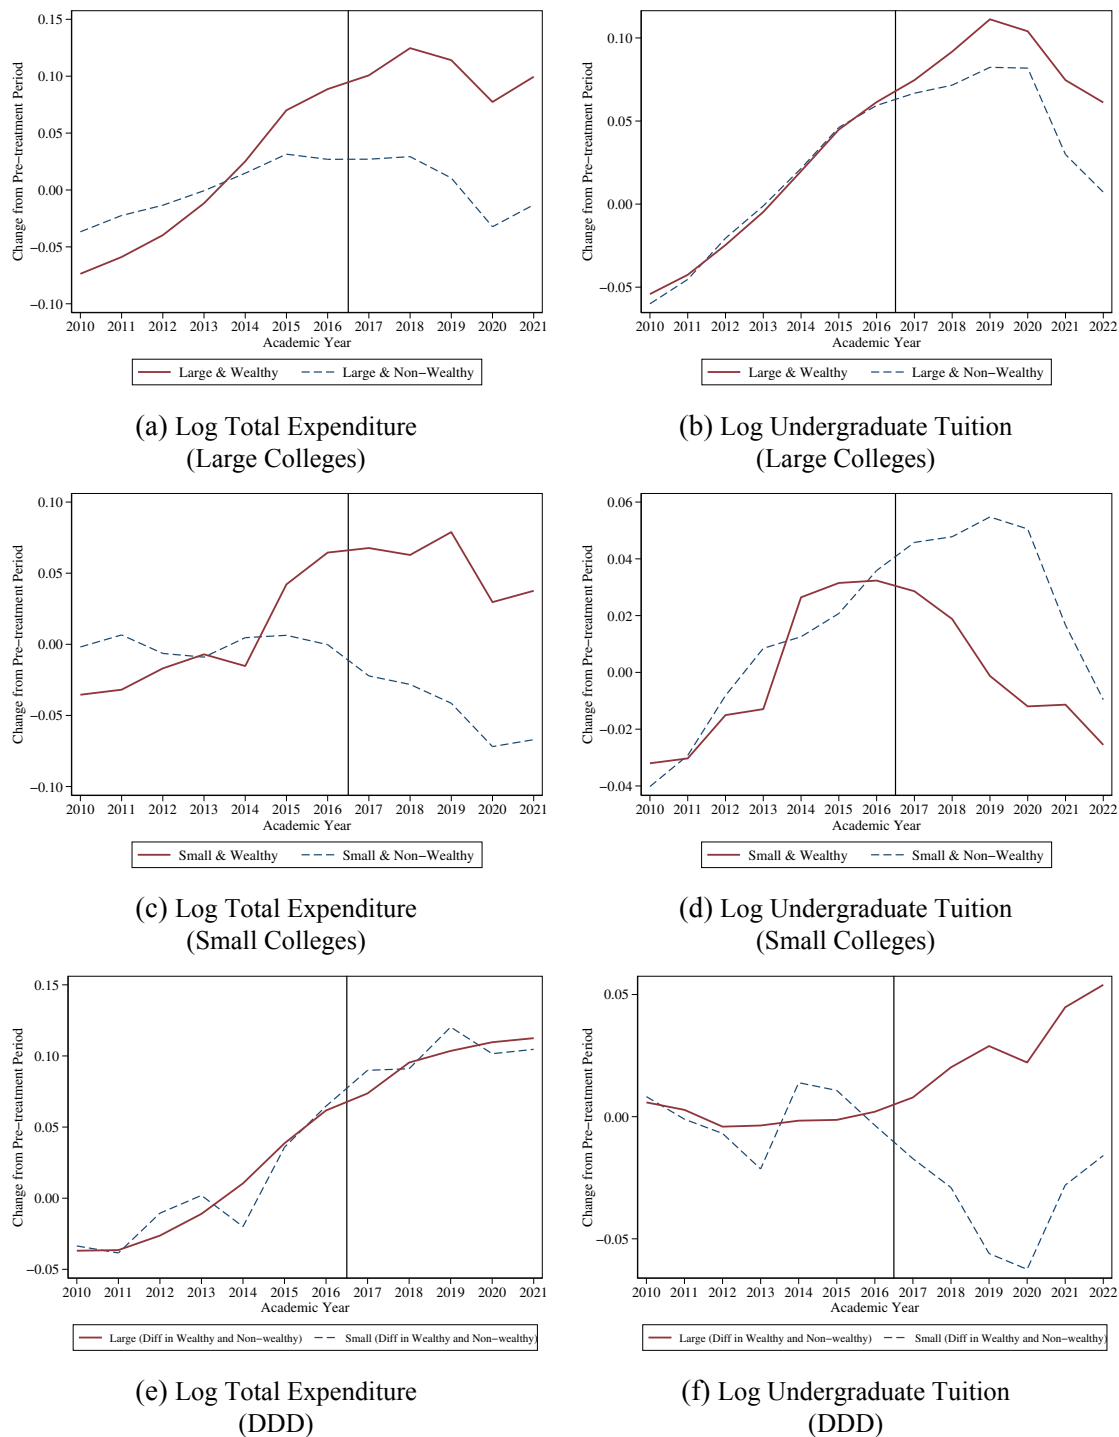 Change from Pre-treatment Period
0.15
0.10
0.05
0.00
−0.05
−0.10
2010 2011 2012 2013 2014 2015 2016 2017 2018 2019 2020 2021
Academic Year
Large & Wealthy Large & Non−Wealthy
(a) Log Total Expenditure
(Large Colleges)
Change from Pre-treatment Period
0.10
0.05
0.00
−0.05
2010 2011 2012 2013 2014 2015 2016 2017 2018 2019 2020 2021 2022
Academic Year
Large & Wealthy Large & Non−Wealthy
(b) Log Undergraduate Tuition
(Large Colleges)
Change from Pre-treatment Period
0.10
0.05
0.00
−0.05
−0.10
2010 2011 2012 2013 2014 2015 2016 2017 2018 2019 2020 2021
Academic Year
Small & Wealthy Small & Non−Wealthy
(c) Log Total Expenditure
(Small Colleges)
Change from Pre-treatment Period
0.06
0.04
0.02
0.00
−0.02
−0.04
2010 2011 2012 2013 2014 2015 2016 2017 2018 2019 2020 2021 2022
Academic Year
Small & Wealthy Small & Non−Wealthy
(d) Log Undergraduate Tuition
(Small Colleges)
Change from Pre-treatment Period
0.15
0.10
0.05
0.00
−0.05
2010 2011 2012 2013 2014 2015 2016 2017 2018 2019 2020 2021
Academic Year
Large (Diff in Wealthy and Non-wealthy) Small (Diff in Wealthy and Non-wealthy)
(e) Log Total Expenditure
(DDD)
Change from Pre-treatment Period
0.05
0.00
−0.05
2010 2011 2012 2013 2014 2015 2016 2017 2018 2019 2020 2021 2022
Academic Year
Large (Diff in Wealthy and Non-wealthy) Small (Diff in Wealthy and Non-wealthy)
(f) Log Undergraduate Tuition
(DDD)